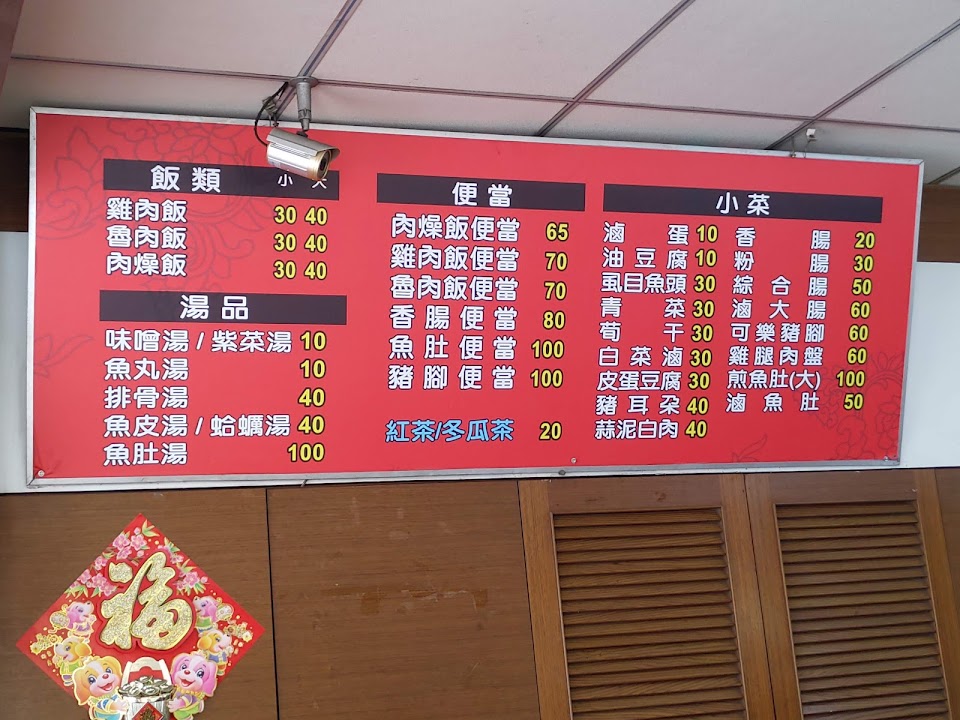 飯類 小 大
雞肉飯 30 40
魯肉飯 30 40
肉燥飯 30 40
湯品
味噌湯 / 紫菜湯 10
魚丸湯 10
排骨湯 40
魚皮湯 / 蛤蠣湯 40
魚肚湯 100
便當
肉燥飯便當 65
雞肉飯便當 70
魯肉飯便當 70
香腸便當 80
魚肚便當 100
豬腳便當 100
紅茶/冬瓜茶 20
小菜
滷蛋 10
油豆腐 10
虱目魚頭 30
青菜 30
筍干 30
白菜滷 30
皮蛋豆腐 30
豬耳朵 40
蒜泥白肉 40
香腸 20
粉腸 30
綜合腸 50
滷大腸 60
可樂豬腳 60
雞腿肉盤 60
煎魚肚(大) 100
滷魚肚 50
福